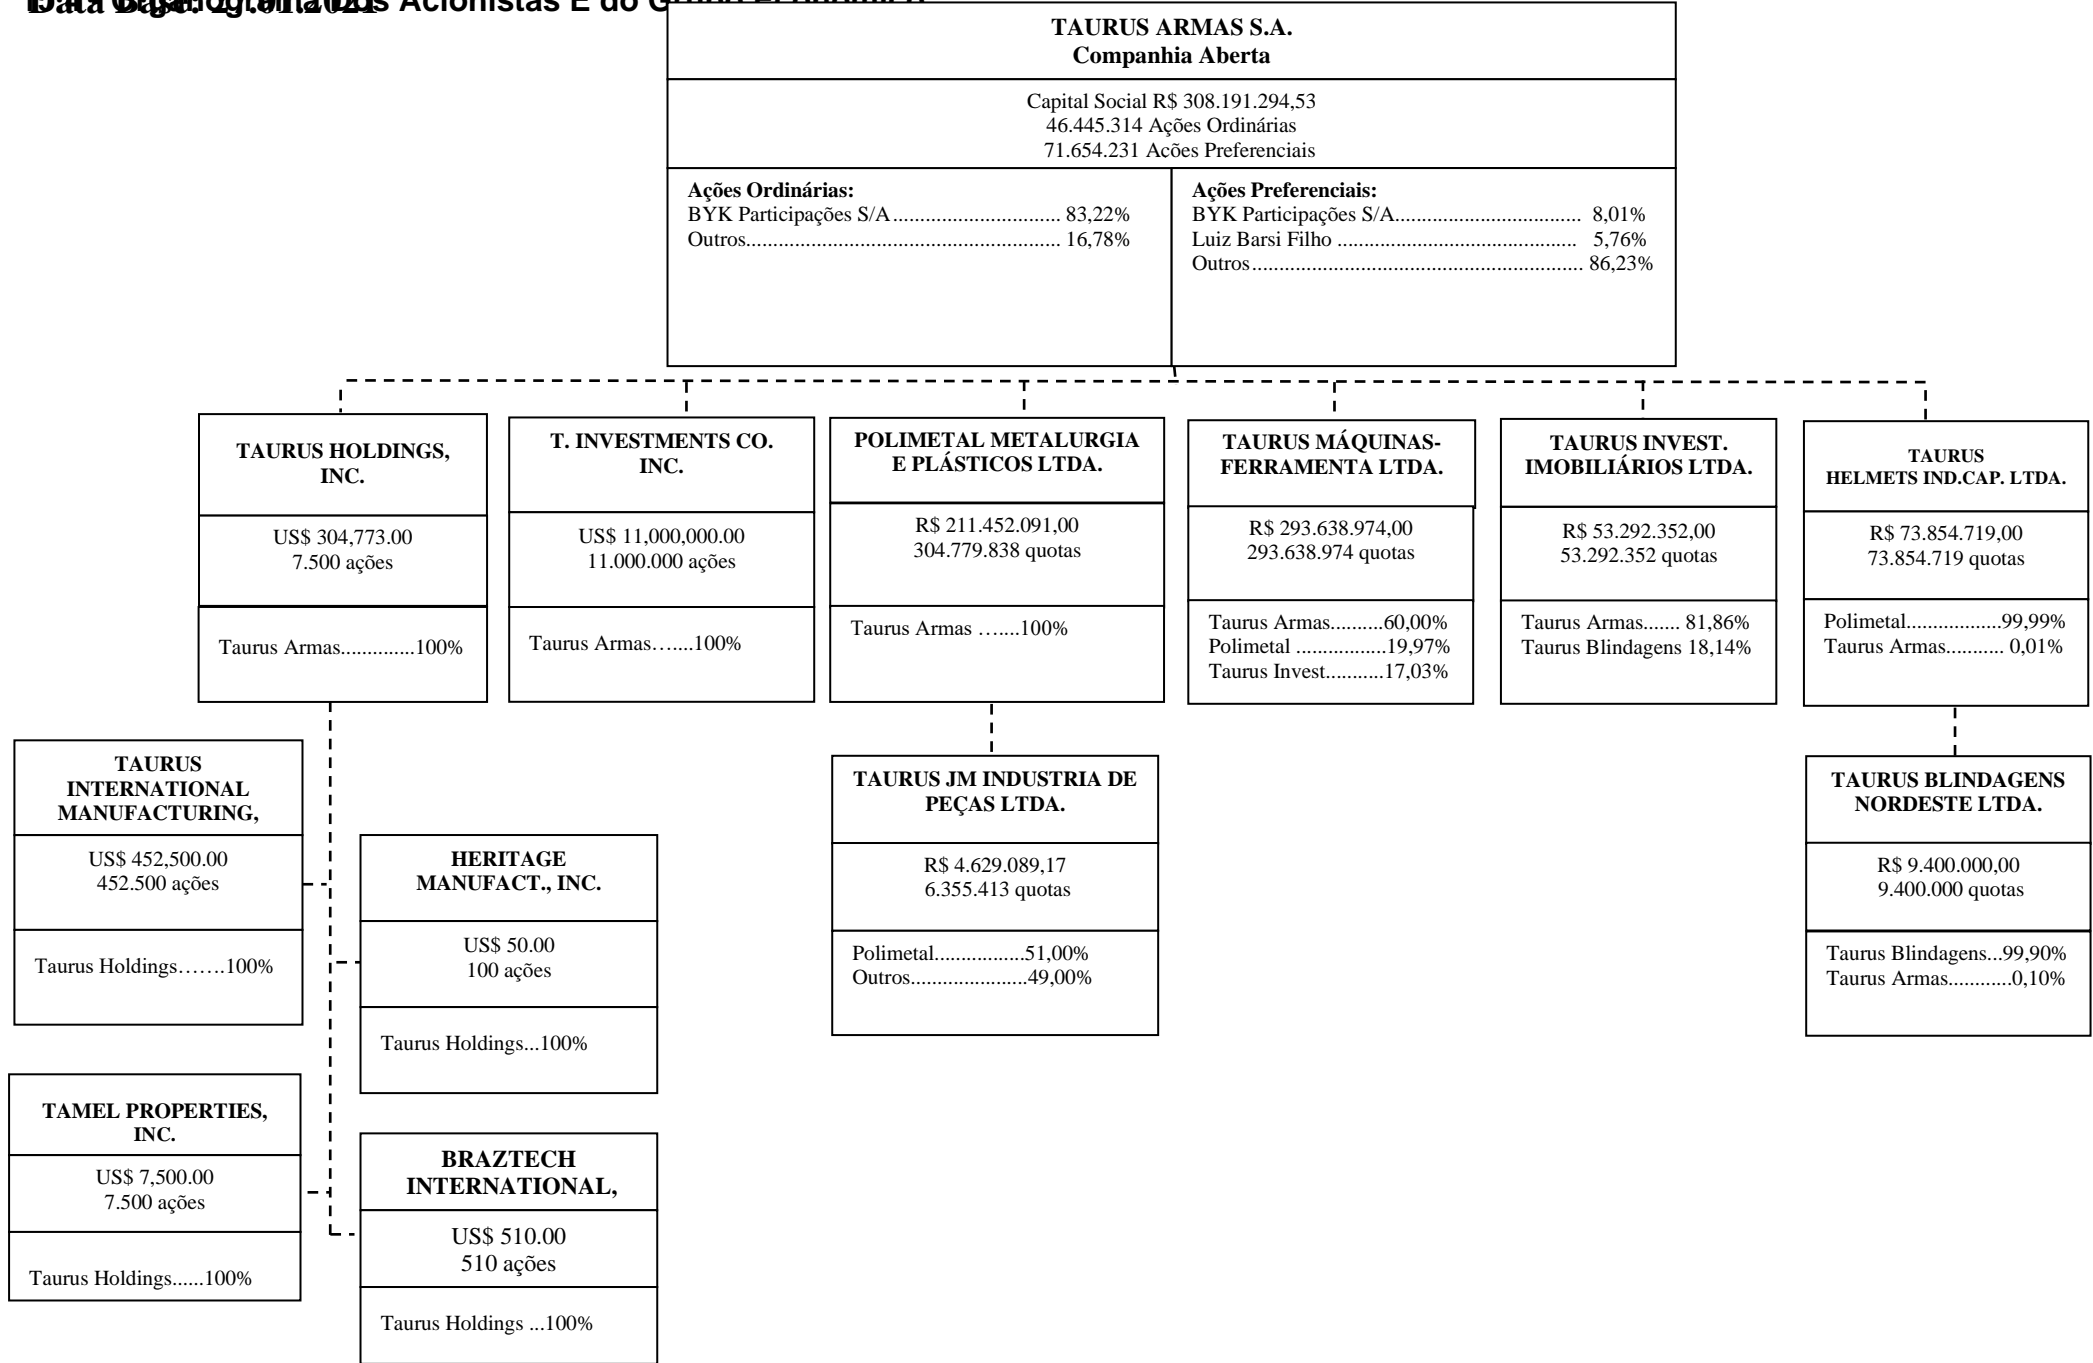 Acionistas E do Grupo Econômico
TAURUS ARMAS S.A.
Companhia Aberta
Capital Social R$ 308.191.294,53
46.445.314 Ações Ordinárias
71.654.231 Ações Preferenciais
Ações Ordinárias:
BYK Participações S/A............................... 83,22%
Outros.......................................................... 16,78%
Ações Preferenciais:
BYK Participações S/A.................................. 8,01%
Luiz Barsi Filho ............................................ 5,76%
Outros............................................................. 86,23%
TAURUS HOLDINGS,
INC.
US$ 304,773.00
7.500 ações
Taurus Armas..............100%
T. INVESTMENTS CO.
INC.
US$ 11,000,000.00
11.000.000 ações
Taurus Armas…....100%
POLIMETAL METALURGIA
E PLÁSTICOS LTDA.
R$ 211.452.091,00
304.779.838 quotas
Taurus Armas …....100%
TAURUS MÁQUINAS-
FERRAMENTA LTDA.
R$ 293.638.974,00
293.638.974 quotas
Taurus Armas..........60,00%
Polimetal .................19,97%
Taurus Invest...........17,03%
TAURUS INVEST.
IMOBILIÁRIOS LTDA.
R$ 53.292.352,00
53.292.352 quotas
Taurus Armas....... 81,86%
Taurus Blindagens 18,14%
TAURUS
HELMETS IND.CAP. LTDA.
R$ 73.854.719,00
73.854.719 quotas
Polimetal..................99,99%
Taurus Armas........... 0,01%
TAURUS
INTERNATIONAL
MANUFACTURING,
US$ 452,500.00
452.500 ações
Taurus Holdings…….100%
HERITAGE
MANUFACT., INC.
US$ 50.00
100 ações
Taurus Holdings...100%
TAURUS JM INDUSTRIA DE
PEÇAS LTDA.
R$ 4.629.089,17
6.355.413 quotas
Polimetal.................51,00%
Outros......................49,00%
TAURUS BLINDAGENS
NORDESTE LTDA.
R$ 9.400.000,00
9.400.000 quotas
Taurus Blindagens...99,90%
Taurus Armas............0,10%
TAMEL PROPERTIES,
INC.
US$ 7,500.00
7.500 ações
Taurus Holdings......100%
BRAZTECH
INTERNATIONAL,
US$ 510.00
510 ações
Taurus Holdings ...100%